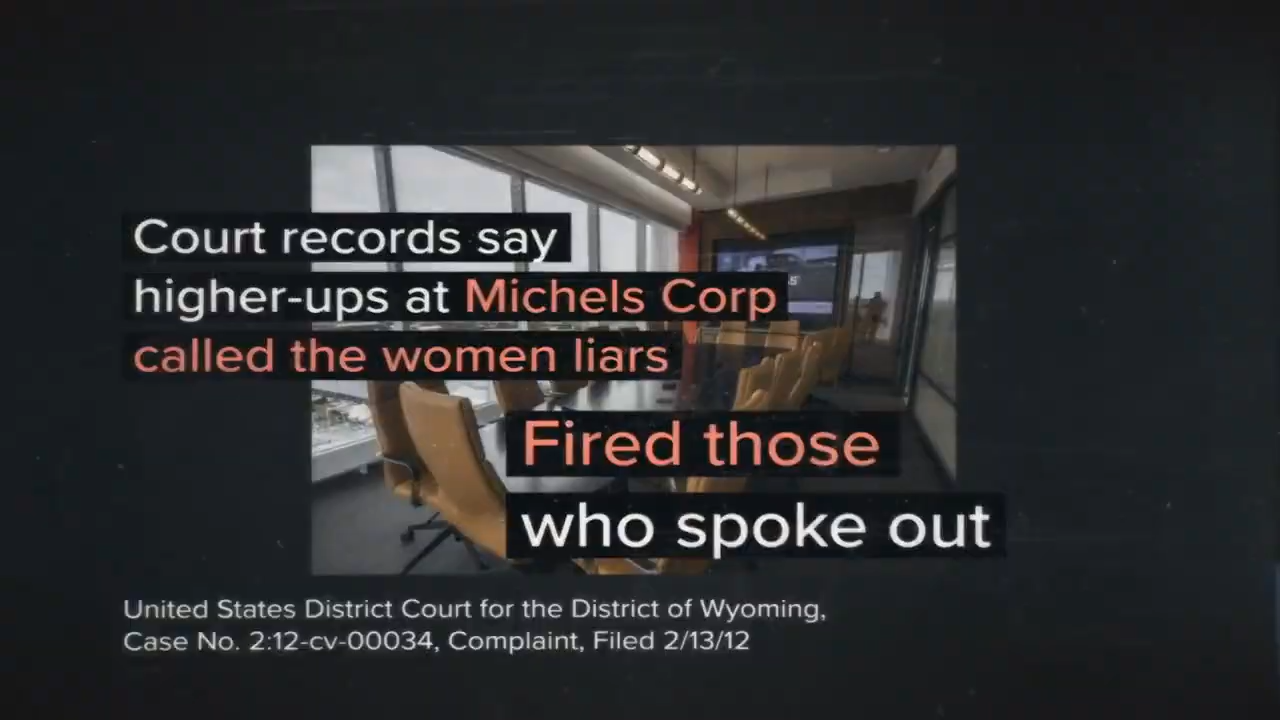 Court records say
higher-ups at Michels Corp
called the women liars
Fired those
who spoke out
United States District Court for the District of Wyoming,
Case No. 2:12-cv-00034, Complaint, Filed 2/13/12